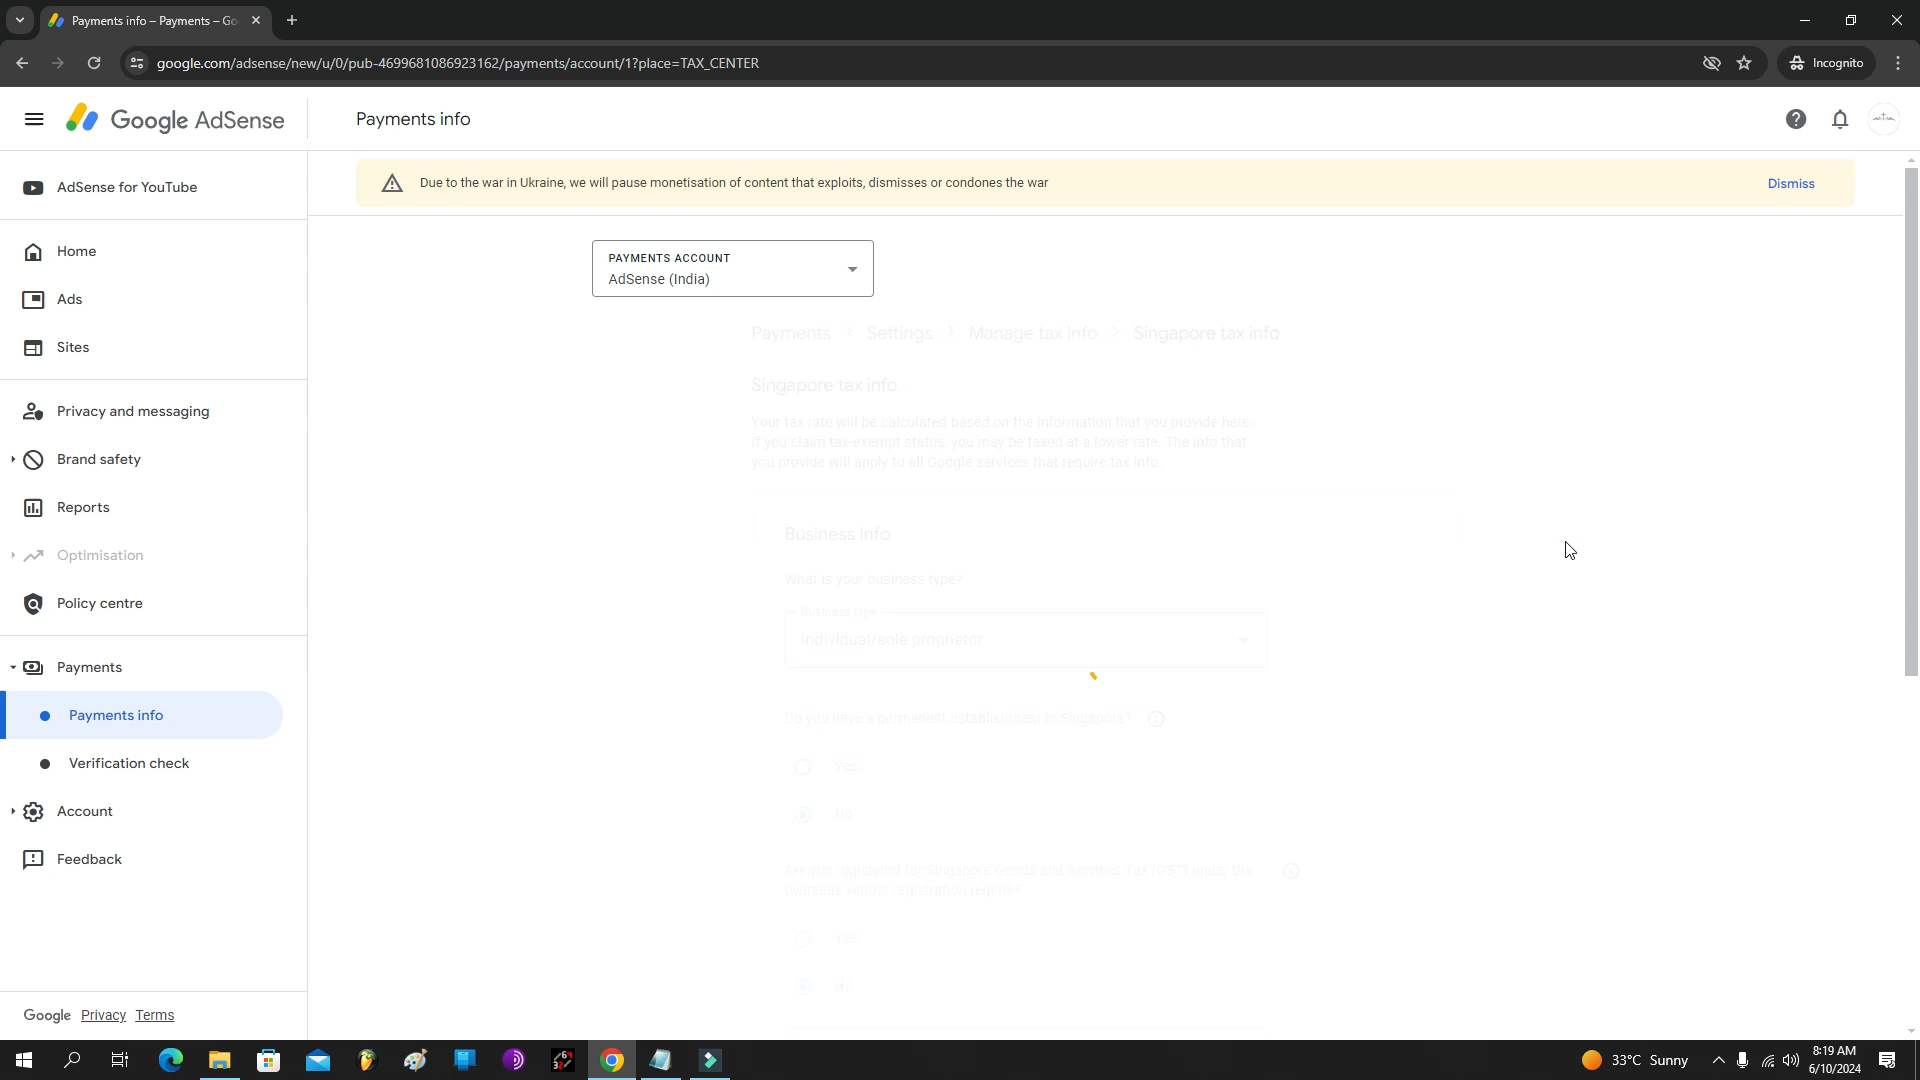 Payments info – Payments – Go
google.com/adsense/new/u/0/pub-4699681086923162/payments/account/1?place=TAX_CENTER
Incognito
Google AdSense
Payments info
AdSense for YouTube
Due to the war in Ukraine, we will pause monetisation of content that exploits, dismisses or condones the war
Dismiss
Home
Ads
Sites
Privacy and messaging
Brand safety
Reports
Optimisation
Policy centre
Payments
Payments info
Verification check
Account
Feedback
Google Privacy Terms
PAYMENTS ACCOUNT
AdSense (India)
Payments > Settings > Manage tax info > Singapore tax info
Singapore tax info
Your tax rate will be calculated based on the information that you provide here.
If you claim tax-exempt status, you may be taxed at a lower rate. The info that
you provide will apply to all Google services that require tax info.
Business info
What is your business type?
Business type
Individual/sole proprietor
Do you have a permanent establishment in Singapore?
Yes
No
Are you registered for Singapore Goods and Services Tax (GST) under the
overseas vendor registration regime?
Yes
No
33°C Sunny
8:19 AM
6/10/2024